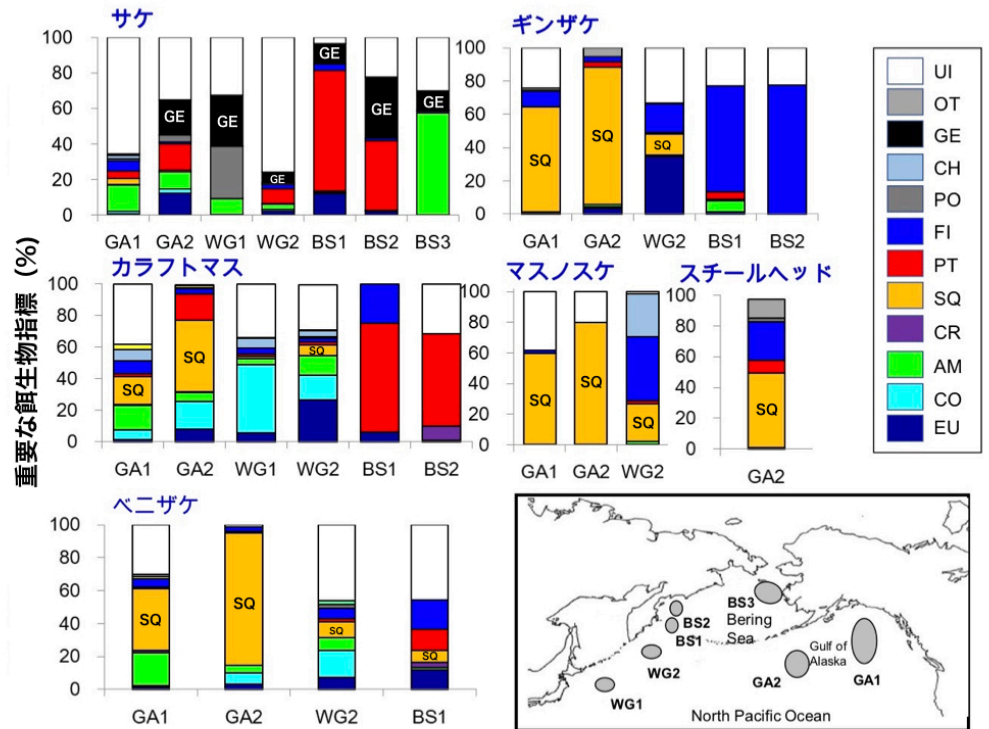 重要な餌生物指標 (%)
サケ
100
80
60
40
20
0
GE
GE
GE
GE
GE
GE
GA1 GA2 WG1 WG2 BS1 BS2 BS3
ギンザケ
100
80
60
40
20
0
SQ
SQ
SQ
GA1 GA2 WG2 BS1 BS2
カラフトマス
100
80
60
40
20
0
SQ
SQ
SQ
GA1 GA2 WG1 WG2 BS1 BS2
マスノスケ
100
80
60
40
20
0
SQ
SQ
SQ
GA1 GA2 WG2
スチールヘッド
100
80
60
40
20
0
SQ
GA2
ベニザケ
100
80
60
40
20
0
SQ
SQ
SQ
SQ
GA1 GA2 WG2 BS1
UI
OT
GE
CH
PO
FI
PT
SQ
CR
AM
CO
EU
BS3
Bering
Sea
BS2
BS1
WG2
WG1
Gulf of
Alaska
GA2
GA1
North Pacific Ocean